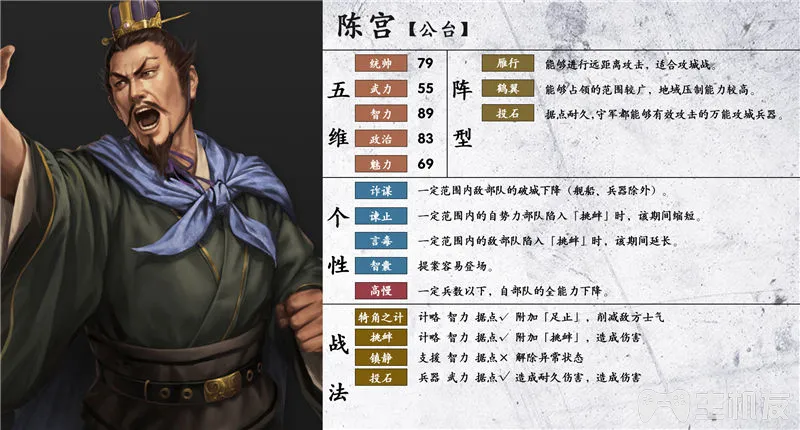 陈宫【公台】
五维
统帅 79
武力 55
智力 89
政治 83
魅力 69
阵型
雁行 能够进行远距离攻击，适合攻城战。
鹤翼 能够占领的范围较广，地域压制能力较高。
投石 据点耐久，守军都能够有效攻击的万能攻城兵器。
个性
诈谋 一定范围内敌部队的破城下降（舰船、兵器除外）。
谏止 一定范围内的自势力部队陷入「挑衅」时，该期间缩短。
言毒 一定范围内的敌部队陷入「挑衅」时，该期间延长。
智囊 提案容易登场。
高慢 一定兵数以下，自部队的全能力下降。
战法
犄角之计 计略 智力 据点✓ 附加「足止」，削减敌方士气
挑衅 计略 智力 据点✓ 附加「挑衅」，造成伤害
镇静 支援 智力 据点× 解除异常状态
投石 兵器 武力 据点✓ 造成耐久伤害，造成伤害